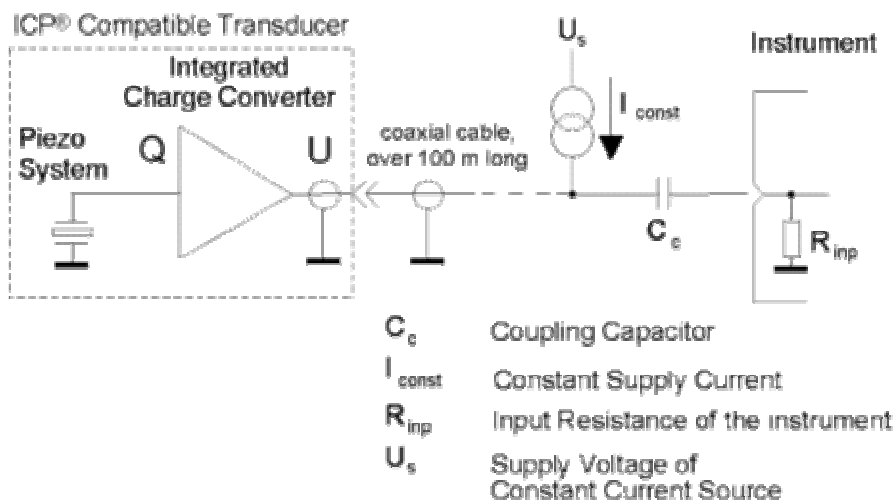 ICP® Compatible Transducer
Integrated
Charge Converter
Piezo
System
Q
U
coaxial cable,
over 100 m long
Us
I const
Instrument
Cc
Rinp
Cc Coupling Capacitor
I const Constant Supply Current
Rinp Input Resistance of the instrument
Us Supply Voltage of
Constant Current Source